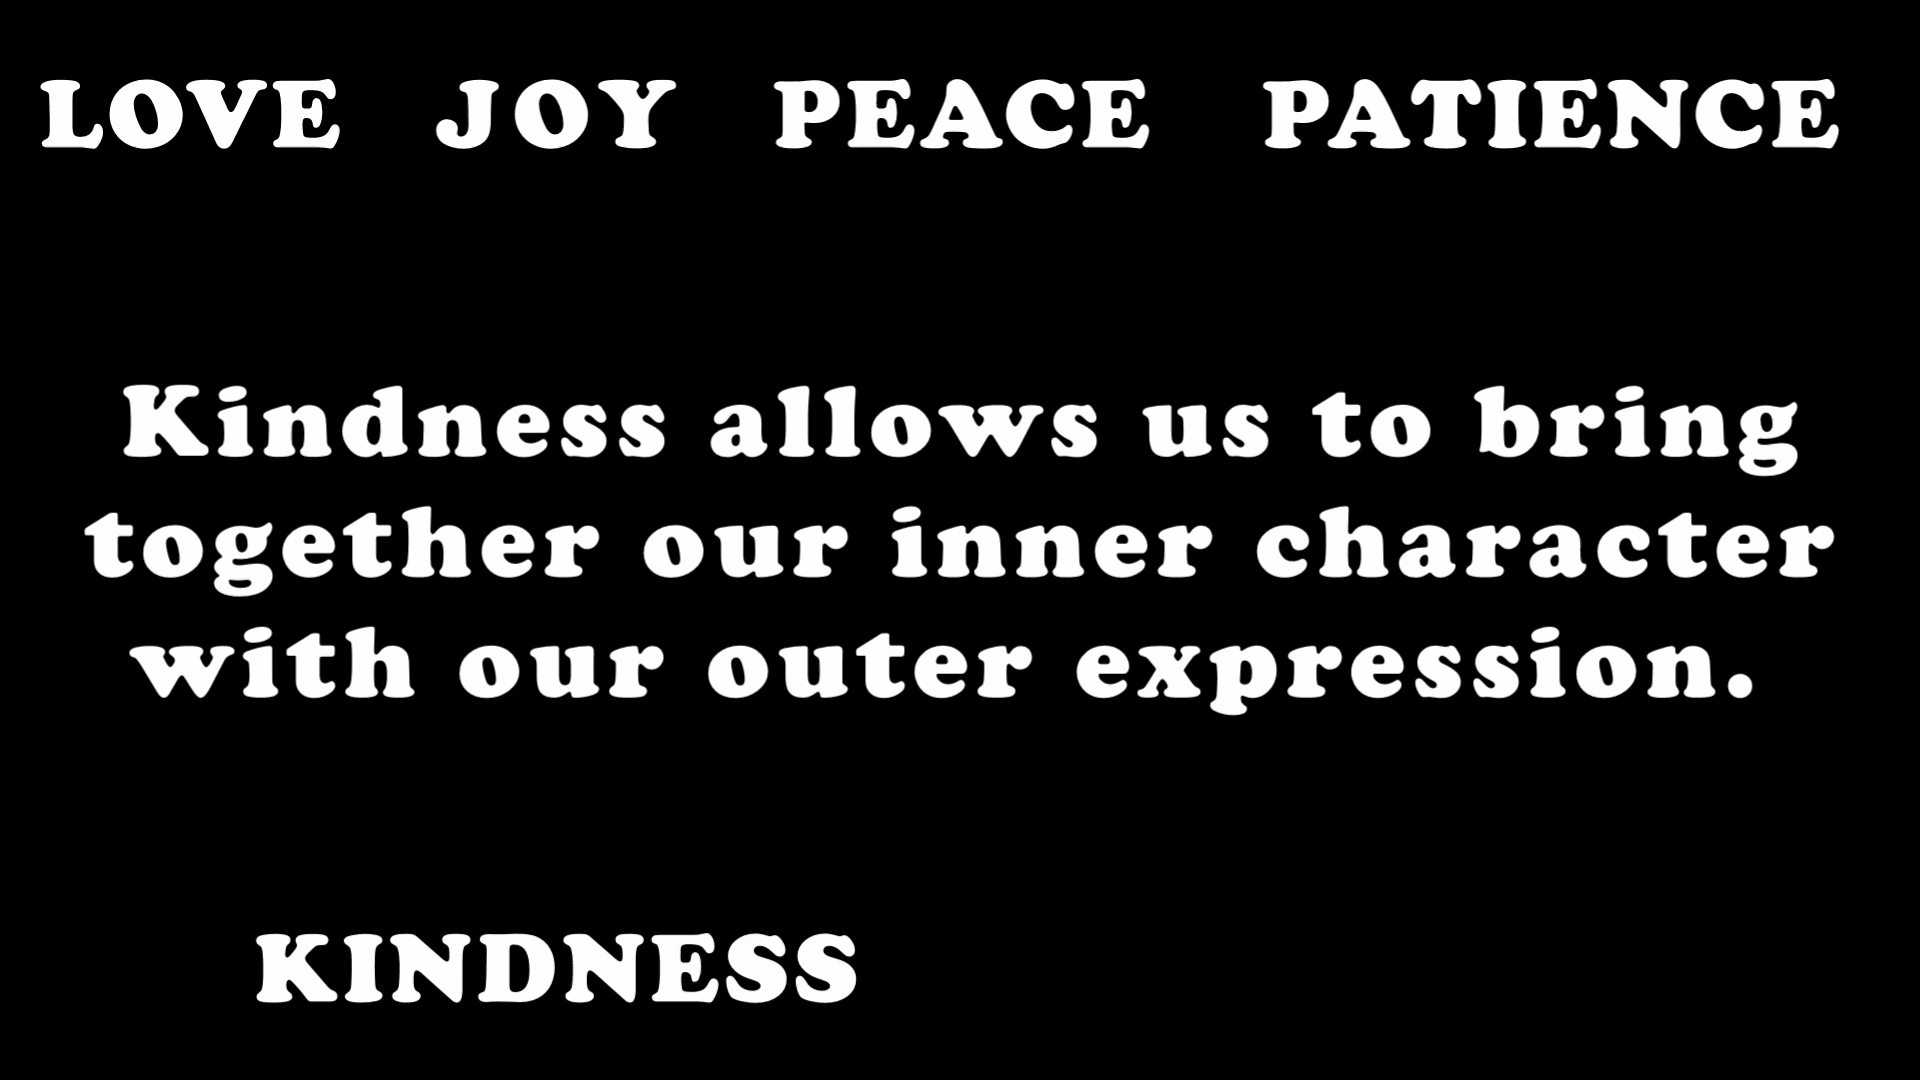 LOVE JOY PEACE PATIENCE
Kindness allows us to bring
together our inner character
with our outer expression.
KINDNESS